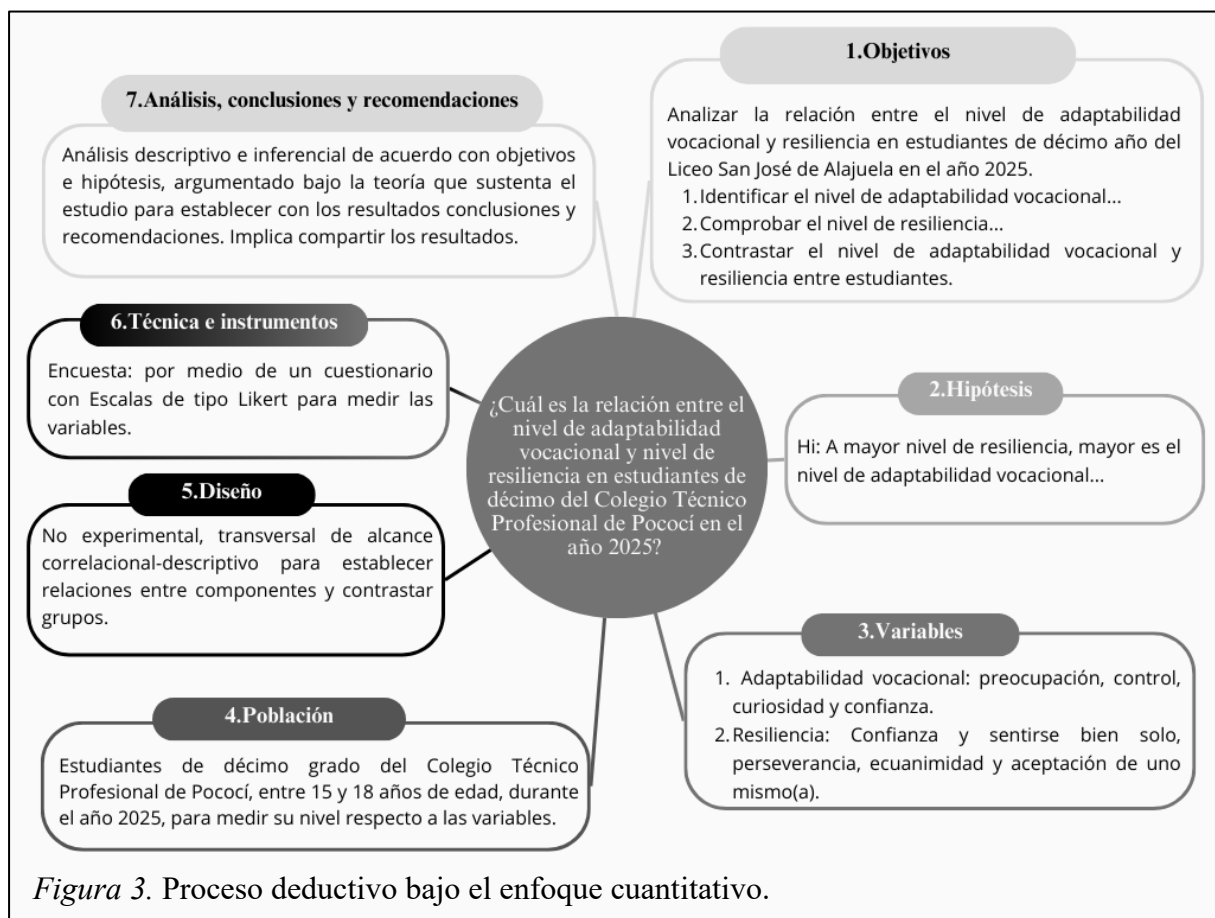 1.Objetivos
Analizar la relación entre el nivel de adaptabilidad
vocacional y resiliencia en estudiantes de décimo año del
Liceo San José de Alajuela en el año 2025.
1.Identificar el nivel de adaptabilidad vocacional...
2.Comprobar el nivel de resiliencia...
3.Contrastar el nivel de adaptabilidad vocacional y
resiliencia entre estudiantes.
2.Hipótesis
Hi: A mayor nivel de resiliencia, mayor es el
nivel de adaptabilidad vocacional...
3.Variables
1. Adaptabilidad vocacional: preocupación, control,
curiosidad y confianza.
2.Resiliencia: Confianza y sentirse bien solo,
perseverancia, ecuanimidad y aceptación de uno
mismo(a).
4.Población
Estudiantes de décimo grado del Colegio Técnico
Profesional de Pococí, entre 15 y 18 años de edad, durante
el año 2025, para medir su nivel respecto a las variables.
5.Diseño
No experimental, transversal de alcance
correlacional-descriptivo para establecer
relaciones entre componentes y contrastar
grupos.
6.Técnica e instrumentos
Encuesta: por medio de un cuestionario
con Escalas de tipo Likert para medir las
variables.
7.Análisis, conclusiones y recomendaciones
Análisis descriptivo e inferencial de acuerdo con objetivos
e hipótesis, argumentado bajo la teoría que sustenta el
estudio para establecer con los resultados conclusiones y
recomendaciones. Implica compartir los resultados.
¿Cuál es la relación entre el
nivel de adaptabilidad
vocacional y nivel de
resiliencia en estudiantes de
décimo del Colegio Técnico
Profesional de Pococí en el
año 2025?
Figura 3. Proceso deductivo bajo el enfoque cuantitativo.